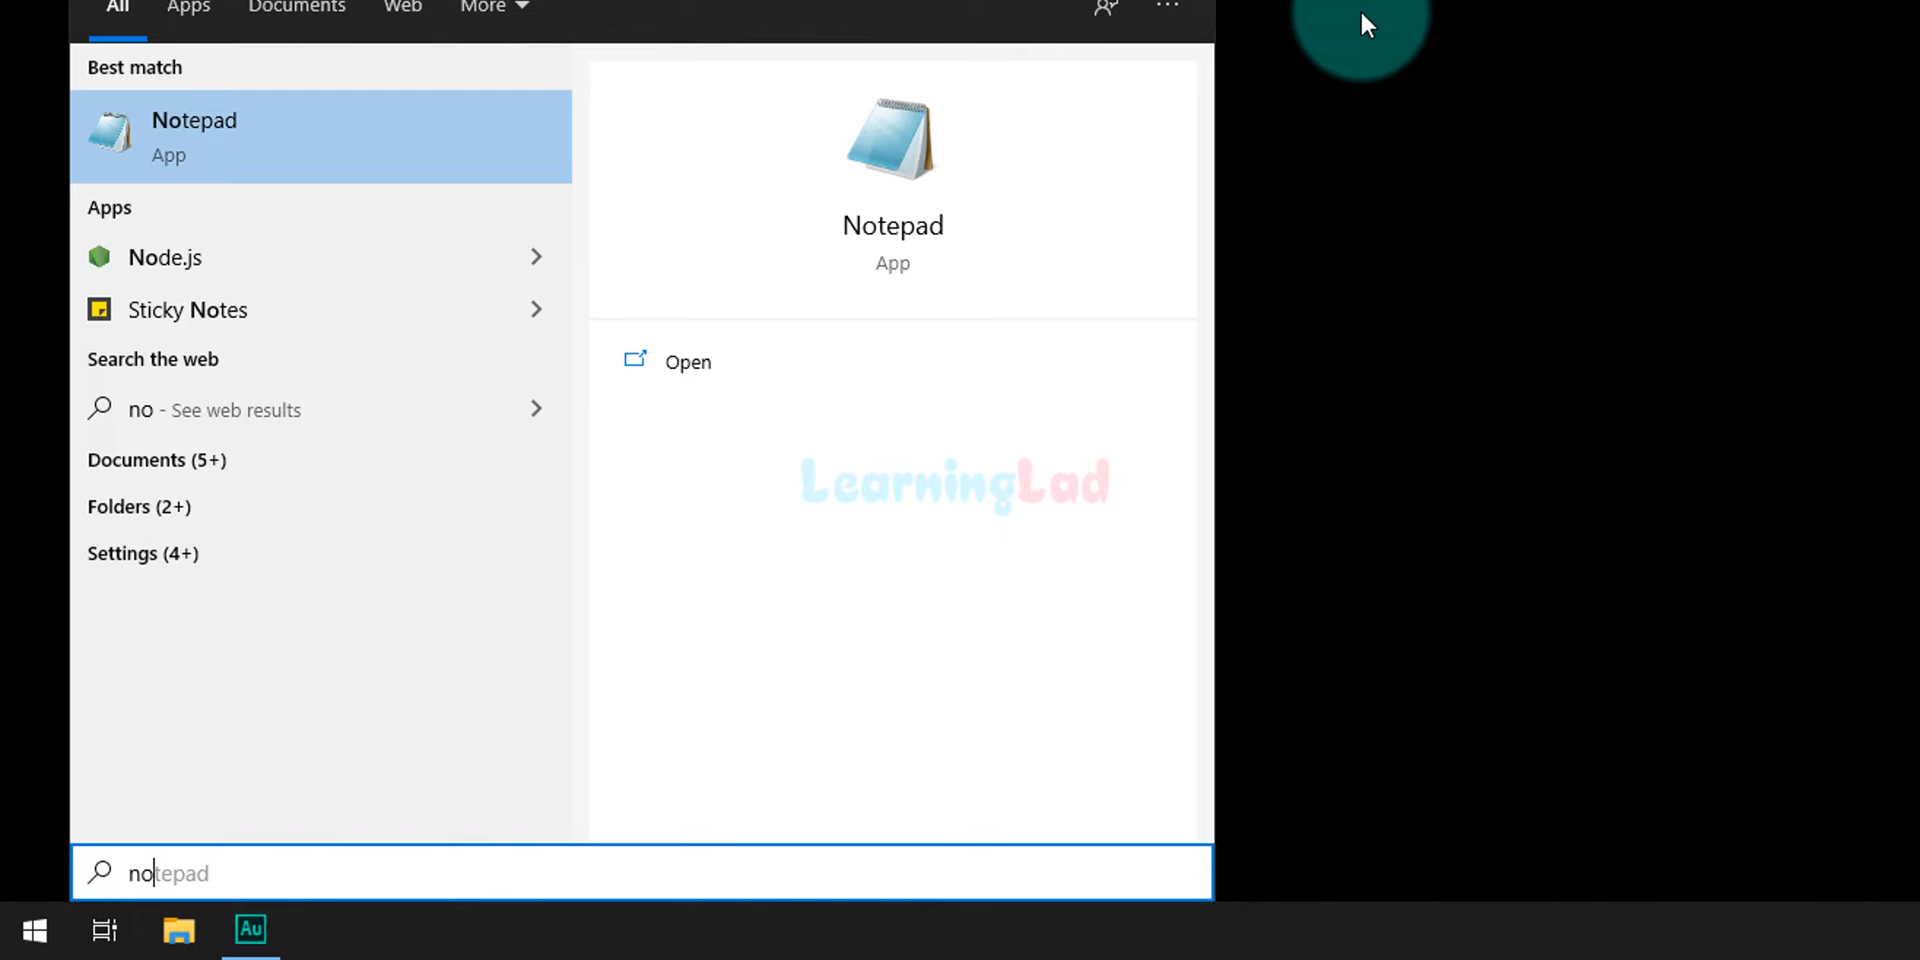 All Apps Documents Web More
Best match
Notepad
App
Apps
Node.js
Sticky Notes
Search the web
no - See web results
Documents (5+)
Folders (2+)
Settings (4+)
Notepad
App
Open
LearningLad
notepad
Au